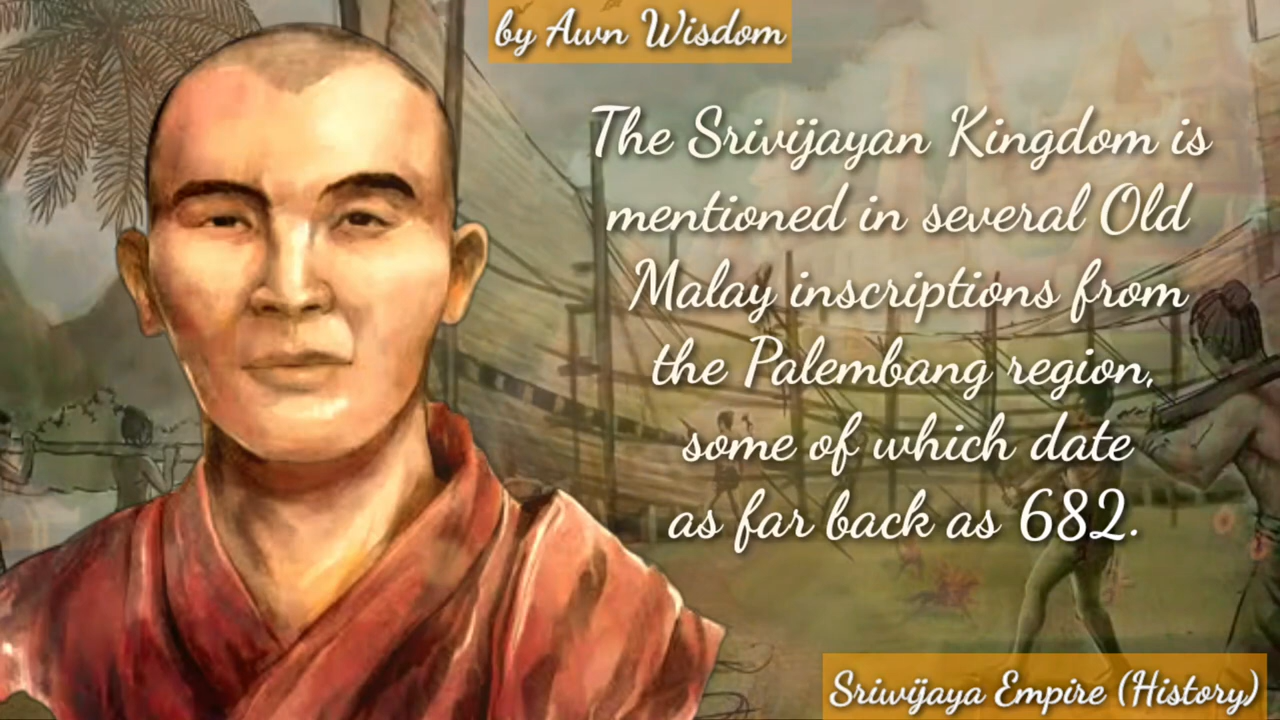 by Awn Wisdom
The Srivijayan Kingdom is
mentioned in several Old
Malay inscriptions from
the Palembang region,
some of which date
as far back as 682.
Sriwijaya Empire (History)